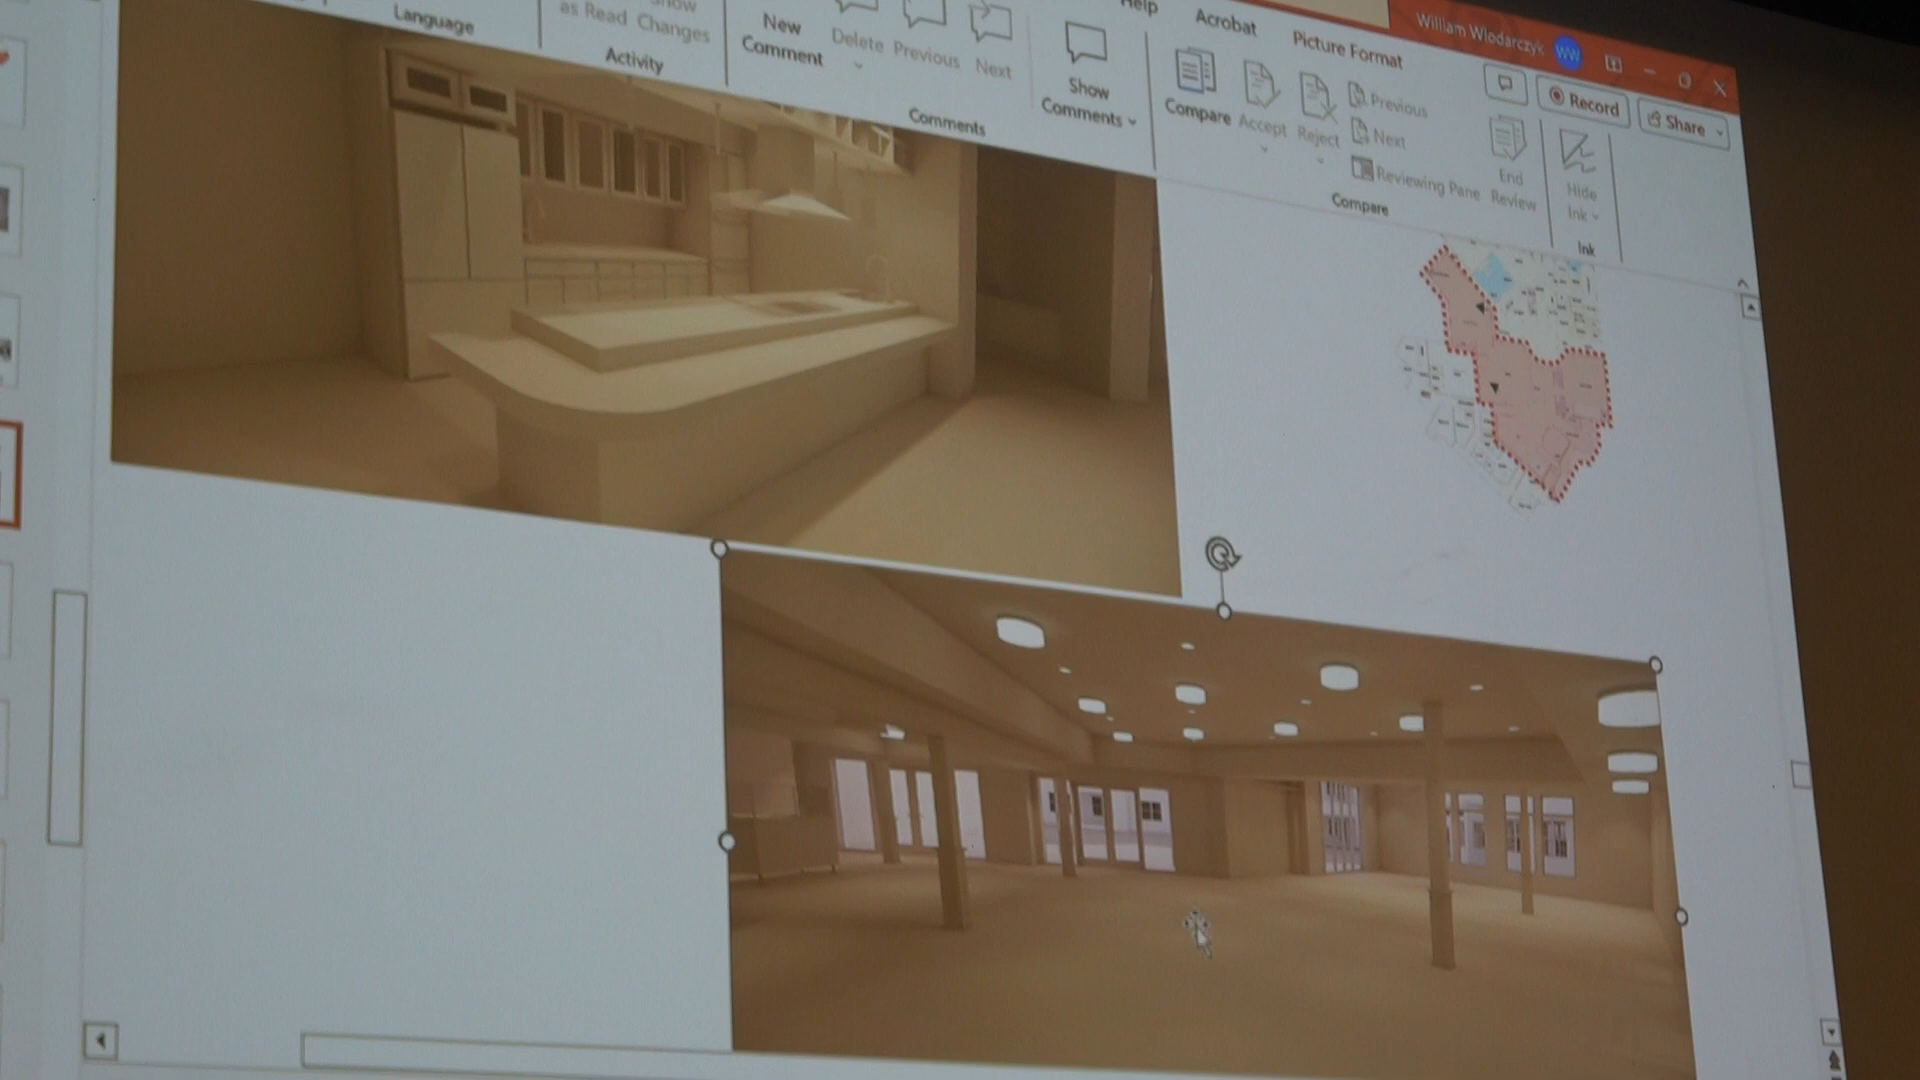 Language
as Read
Changes
Activity
New
Comment
Delete
Previous
Next
Comments
Show
Comments
Help
Acrobat
Picture Format
William Wlodarczyk
WW
Record
Share
Compare
Accept
Reject
Previous
Next
Reviewing Pane
Compare
End
Review
Hide
Ink
Ink